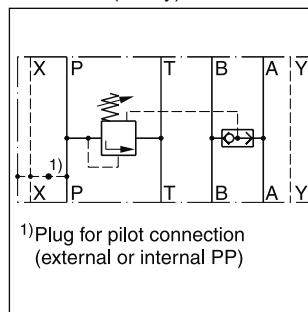 X P T B A Y
1)
X P T B A Y
1)Plug for pilot connection
(external or internal PP)